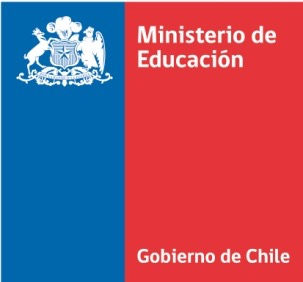 Ministerio de
Educación
Gobierno de Chile